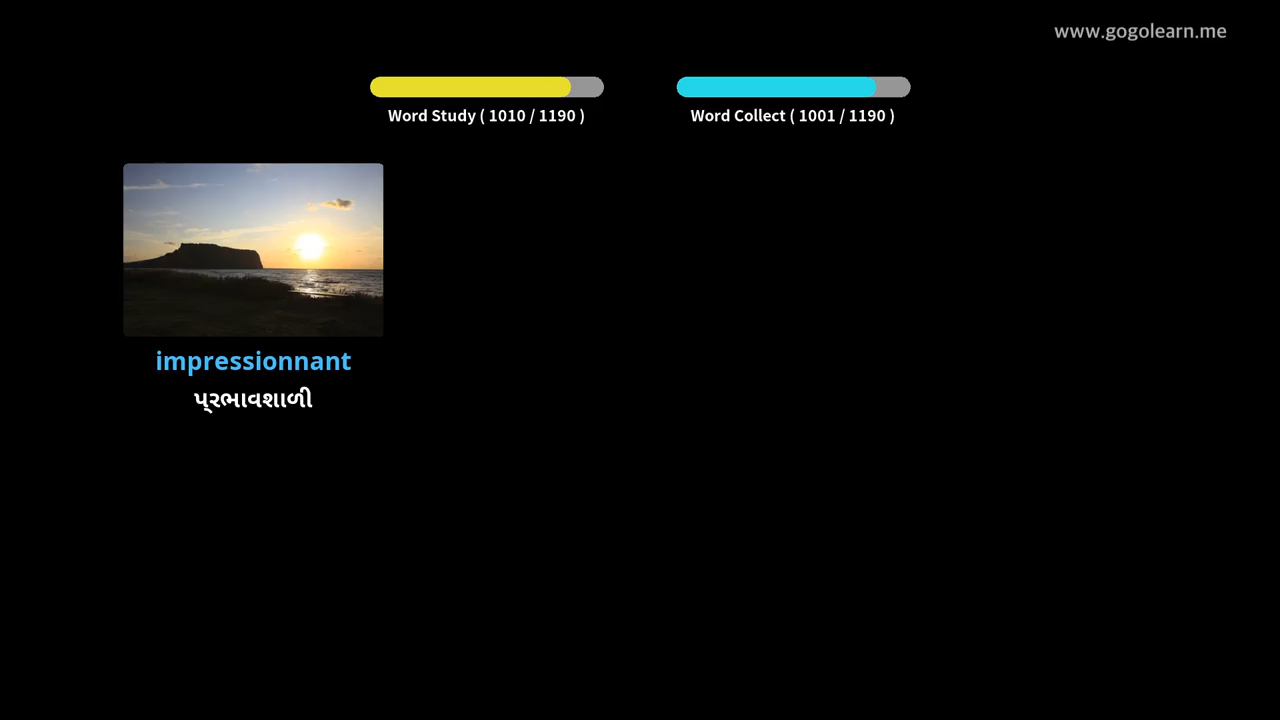 www.gogolearn.me
Word Study ( 1010 / 1190 )
Word Collect ( 1001 / 1190 )
impressionnant
પ્રભાવશાળી